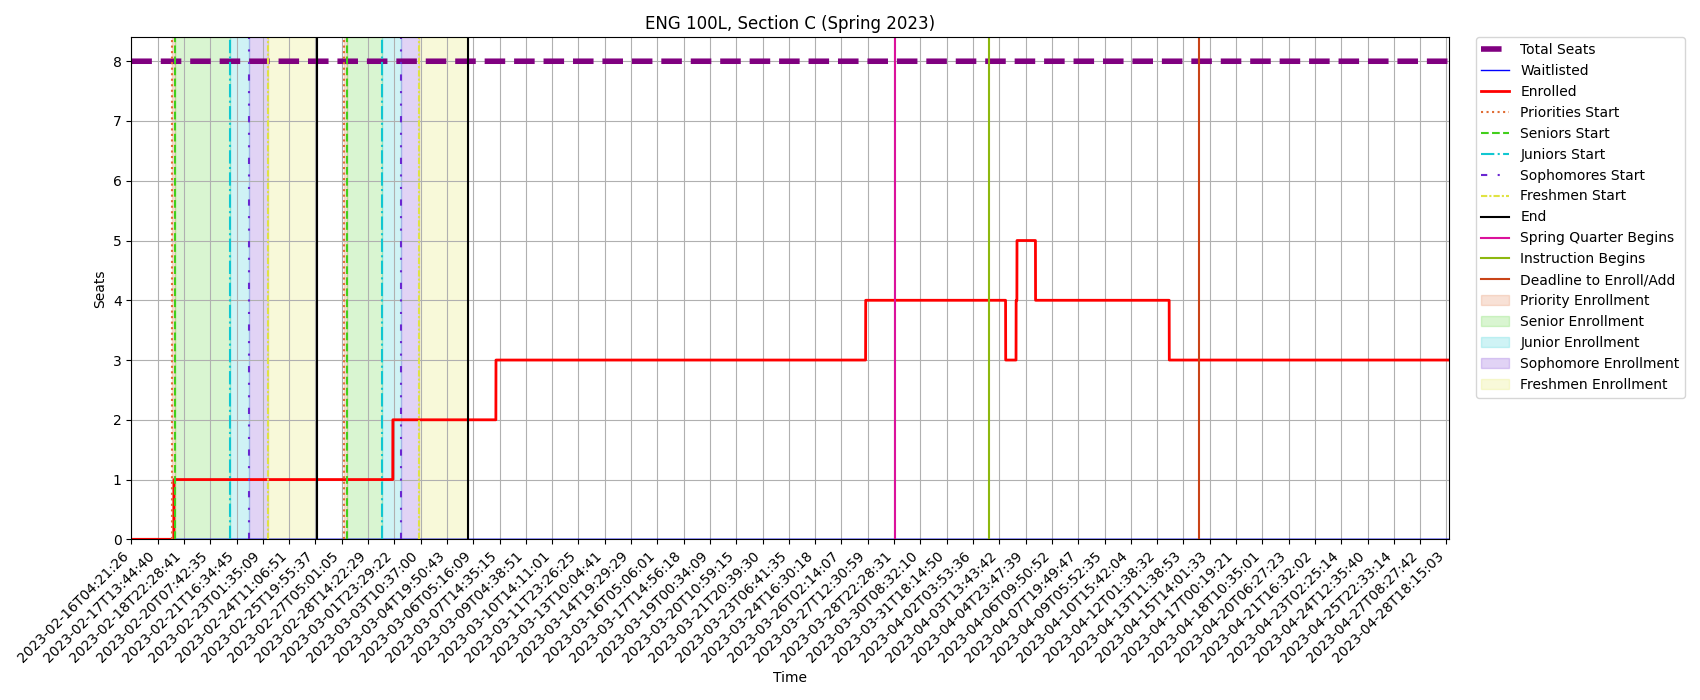 ENG 100L, Section C (Spring 2023)
8
7
6
5
4
3
2
1
0
Seats
2023-02-16T04:21:26
2023-02-17T13:44:40
2023-02-18T22:28:41
2023-02-20T07:42:35
2023-02-21T16:34:45
2023-02-23T01:35:09
2023-02-24T11:06:51
2023-02-25T19:55:37
2023-02-27T05:01:05
2023-02-28T14:22:29
2023-03-01T23:29:22
2023-03-03T10:37:00
2023-03-04T19:50:43
2023-03-06T05:16:09
2023-03-07T14:35:15
2023-03-09T04:38:51
2023-03-10T14:11:01
2023-03-11T23:26:25
2023-03-13T10:04:41
2023-03-14T19:29:29
2023-03-16T05:06:01
2023-03-17T14:56:18
2023-03-19T00:34:09
2023-03-20T10:59:15
2023-03-21T20:39:30
2023-03-23T06:41:35
2023-03-24T16:30:18
2023-03-26T02:14:07
2023-03-27T12:30:59
2023-03-28T22:28:31
2023-03-30T08:32:10
2023-03-31T18:14:50
2023-04-02T03:53:36
2023-04-03T13:43:42
2023-04-04T23:47:39
2023-04-06T09:50:52
2023-04-07T19:49:47
2023-04-09T05:52:35
2023-04-10T15:42:04
2023-04-12T01:38:32
2023-04-13T11:38:53
2023-04-15T14:01:33
2023-04-17T00:19:21
2023-04-18T10:35:01
2023-04-20T06:27:23
2023-04-21T16:32:02
2023-04-23T02:25:14
2023-04-24T12:35:40
2023-04-25T22:33:14
2023-04-27T08:27:42
2023-04-28T18:15:03
Time
Total Seats
Waitlisted
Enrolled
Priorities Start
Seniors Start
Juniors Start
Sophomores Start
Freshmen Start
End
Spring Quarter Begins
Instruction Begins
Deadline to Enroll/Add
Priority Enrollment
Senior Enrollment
Junior Enrollment
Sophomore Enrollment
Freshmen Enrollment